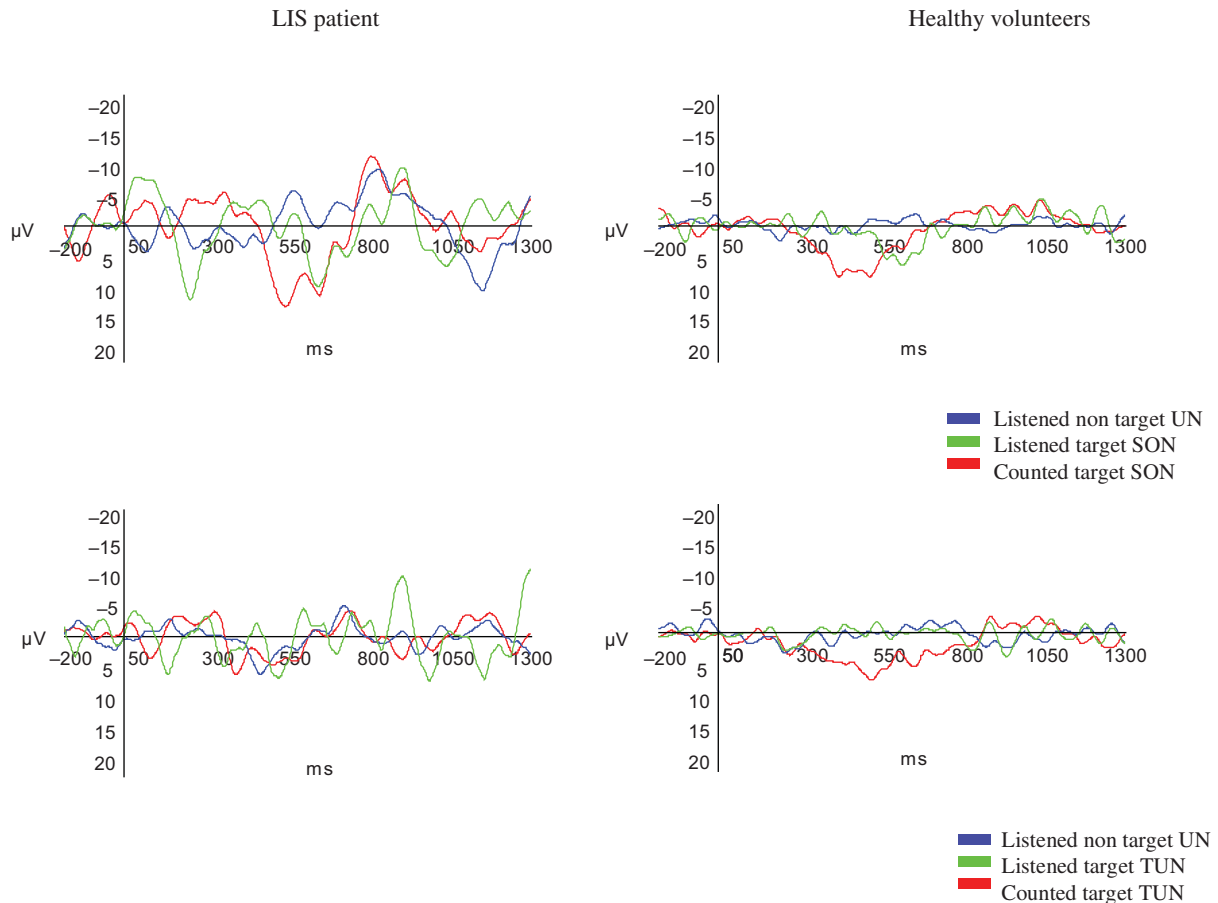 LIS patient
Healthy volunteers
–20
–15
–10
–5
µV
–200 50 300 550 800 1050 1300
5
10
15
20
ms
–20
–15
–10
–5
µV
–200 50 300 550 800 1050 1300
5
10
15
20
ms
Listened non target UN
Listened target SON
Counted target SON
–20
–15
–10
–5
µV
–200 50 300 550 800 1050 1300
5
10
15
20
ms
–20
–15
–10
–5
µV
–200 50 300 550 800 1050 1300
5
10
15
20
ms
Listened non target UN
Listened target TUN
Counted target TUN